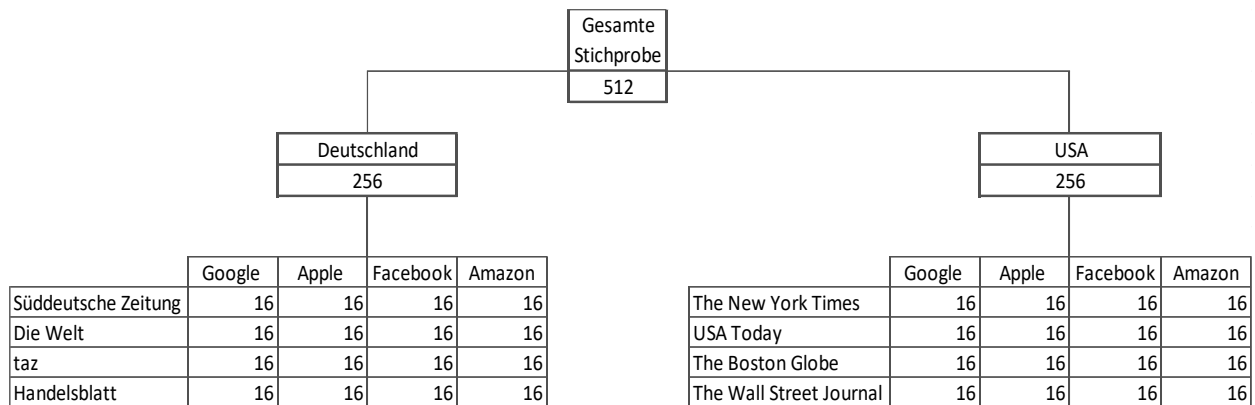 Gesamte
Stichprobe
512
Deutschland
256
USA
256
Google Apple Facebook Amazon
Süddeutsche Zeitung 16 16 16 16
Die Welt 16 16 16 16
taz 16 16 16 16
Handelsblatt 16 16 16 16
Google Apple Facebook Amazon
The New York Times 16 16 16 16
USA Today 16 16 16 16
The Boston Globe 16 16 16 16
The Wall Street Journal 16 16 16 16